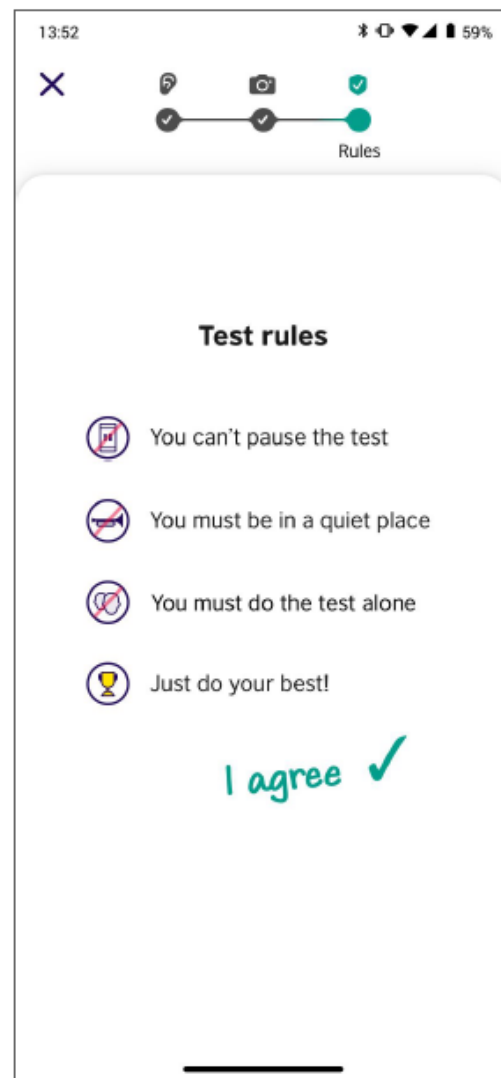 13:52 59%
Rules
Test rules
You can't pause the test
You must be in a quiet place
You must do the test alone
Just do your best!
I agree ✓